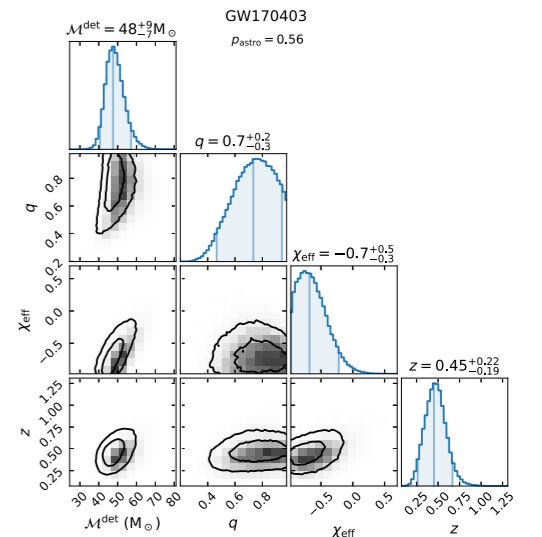 GW170403
p_astro = 0.56
ℳ^det = 48^{+9}_{−7} M_⊙
q = 0.7^{+0.2}_{−0.3}
0.8
0.6
0.4
0.2
q
χ_eff = −0.7^{+0.5}_{−0.3}
0.5
0.0
−0.5
χ_eff
z = 0.45^{+0.22}_{−0.19}
1.25
1.00
0.75
0.50
0.25
z
30 40 50 60 70 80
0.4 0.6 0.8
−0.5 0.0 0.5
0.25 0.50 0.75 1.00 1.25
ℳ^det (M_⊙)
q
χ_eff
z